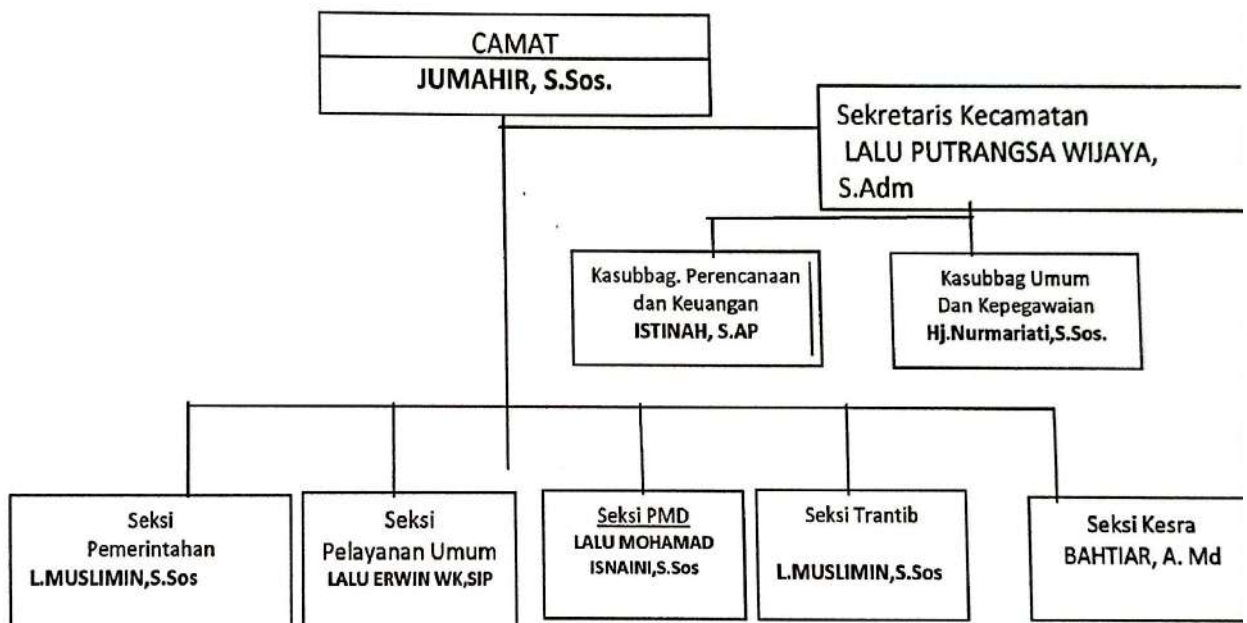 CAMAT
JUMAHIR, S.Sos.
Sekretaris Kecamatan
LALU PUTRANGSA WIJAYA,
S.Adm
Kasubbag. Perencanaan
dan Keuangan
ISTINAH, S.AP
Kasubbag Umum
Dan Kepegawaian
Hj.Nurmariati,S.Sos.
Seksi
Pemerintahan
L.MUSLIMIN,S.Sos
Seksi
Pelayanan Umum
LALU ERWIN WK,SIP
Seksi PMD
LALU MOHAMAD
ISNAINI,S.Sos
Seksi Trantib
L.MUSLIMIN,S.Sos
Seksi Kesra
BAHTIAR, A. Md